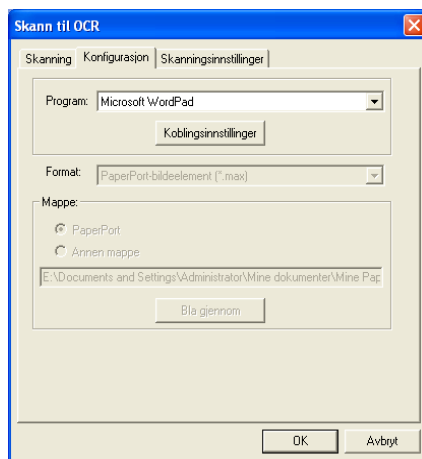 Skann til OCR
Skanning Konfigurasjon Skanningsinnstillinger
Program: Microsoft WordPad
Koblingsinnstillinger
Format: PaperPort-bildeelement (*.max)
Mappe:
PaperPort
Annen mappe
E:\Documents and Settings\Administrator\Mine dokumenter\Mine Pap
Bla gjennom
OK Avbryt